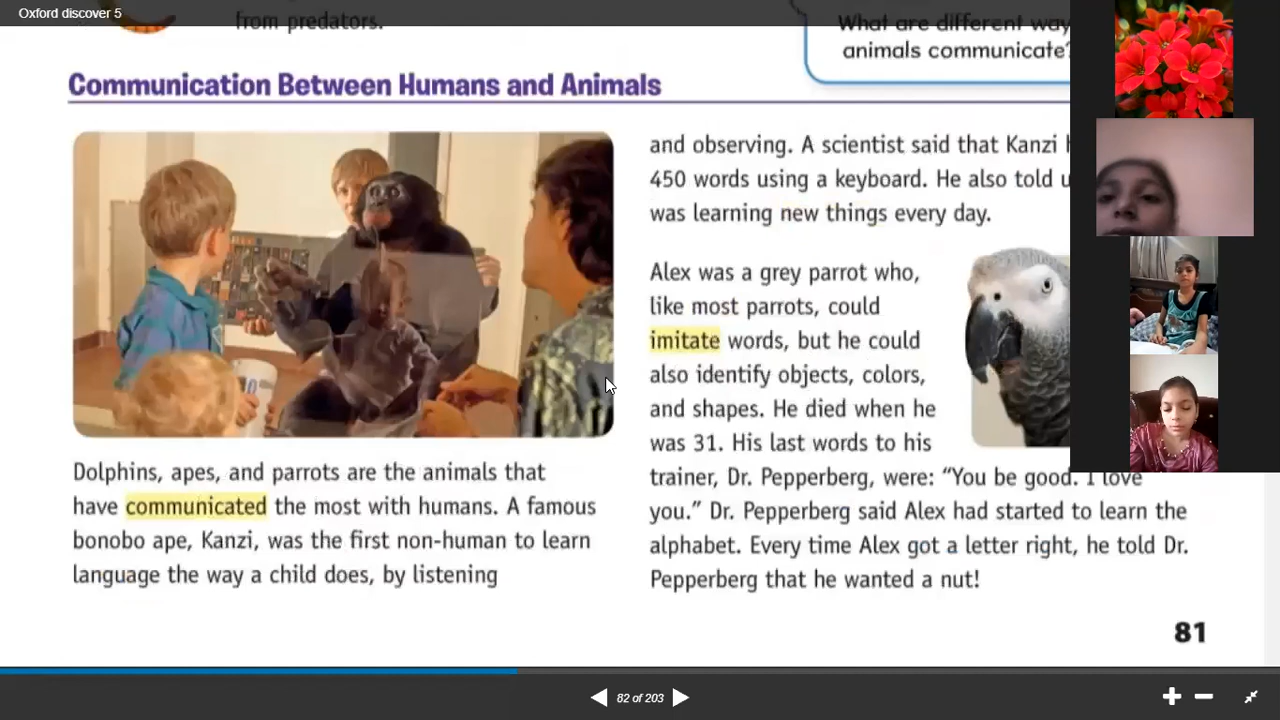 Oxford discover 5
from predators.
What are different way
animals communicate?
Communication Between Humans and Animals
Dolphins, apes, and parrots are the animals that
have communicated the most with humans. A famous
bonobo ape, Kanzi, was the first non-human to learn
language the way a child does, by listening
and observing. A scientist said that Kanzi
450 words using a keyboard. He also told
was learning new things every day.
Alex was a grey parrot who,
like most parrots, could
imitate words, but he could
also identify objects, colors,
and shapes. He died when he
was 31. His last words to his
trainer, Dr. Pepperberg, were: “You be good. I love
you.” Dr. Pepperberg said Alex had started to learn the
alphabet. Every time Alex got a letter right, he told Dr.
Pepperberg that he wanted a nut!
81
82 of 203